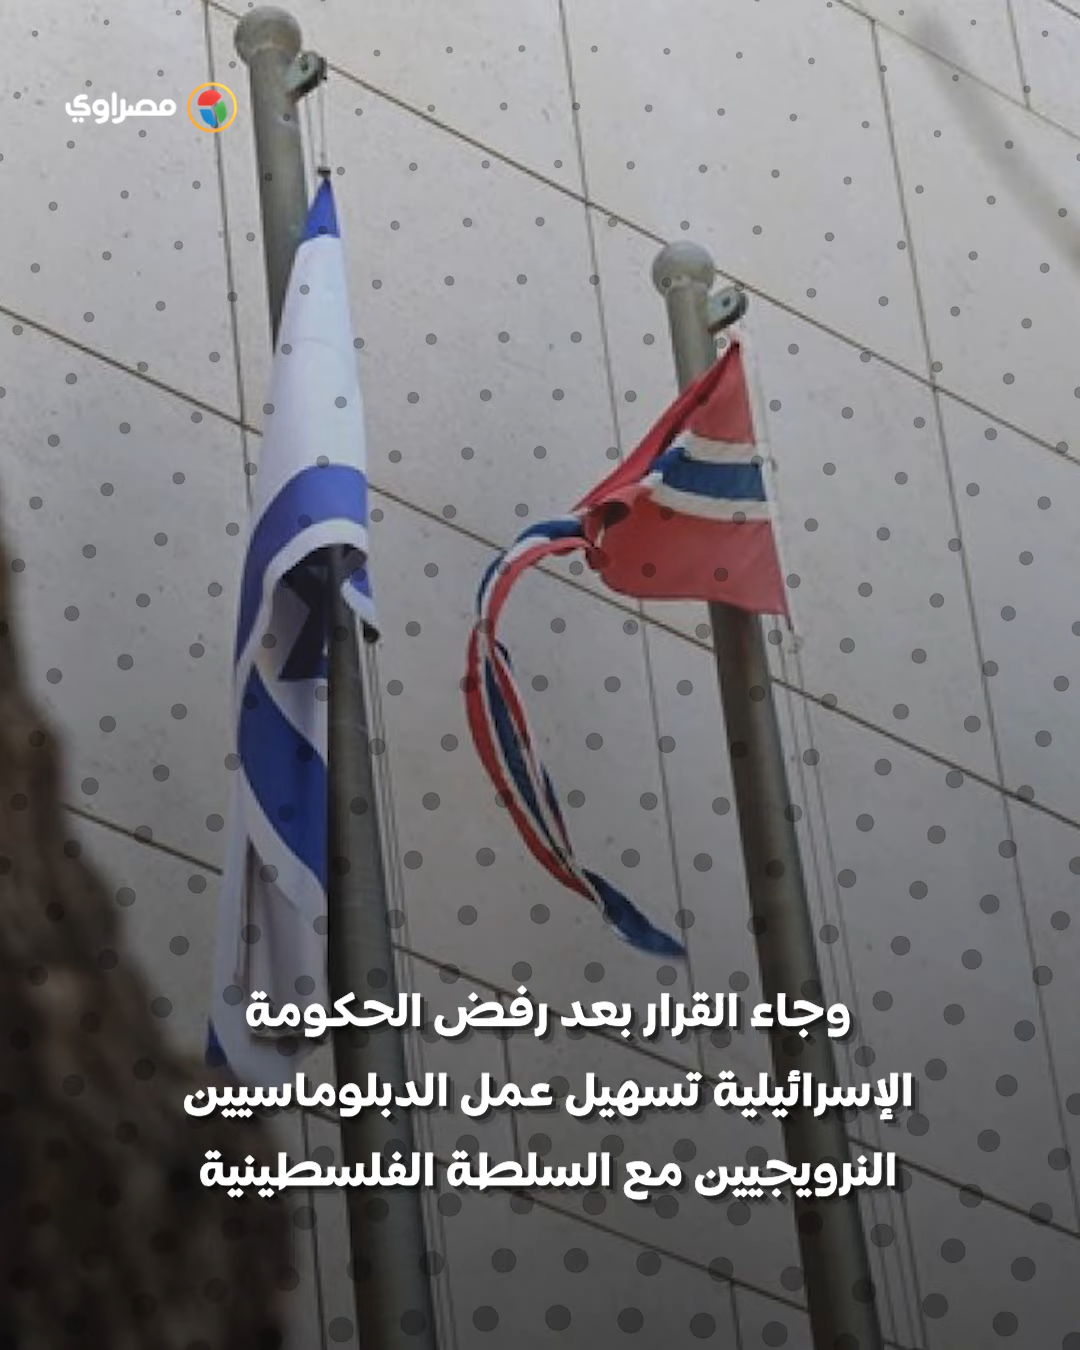 مصراوي
وجاء القرار بعد رفض الحكومة
الإسرائيلية تسهيل عمل الدبلوماسيين
النرويجيين مع السلطة الفلسطينية